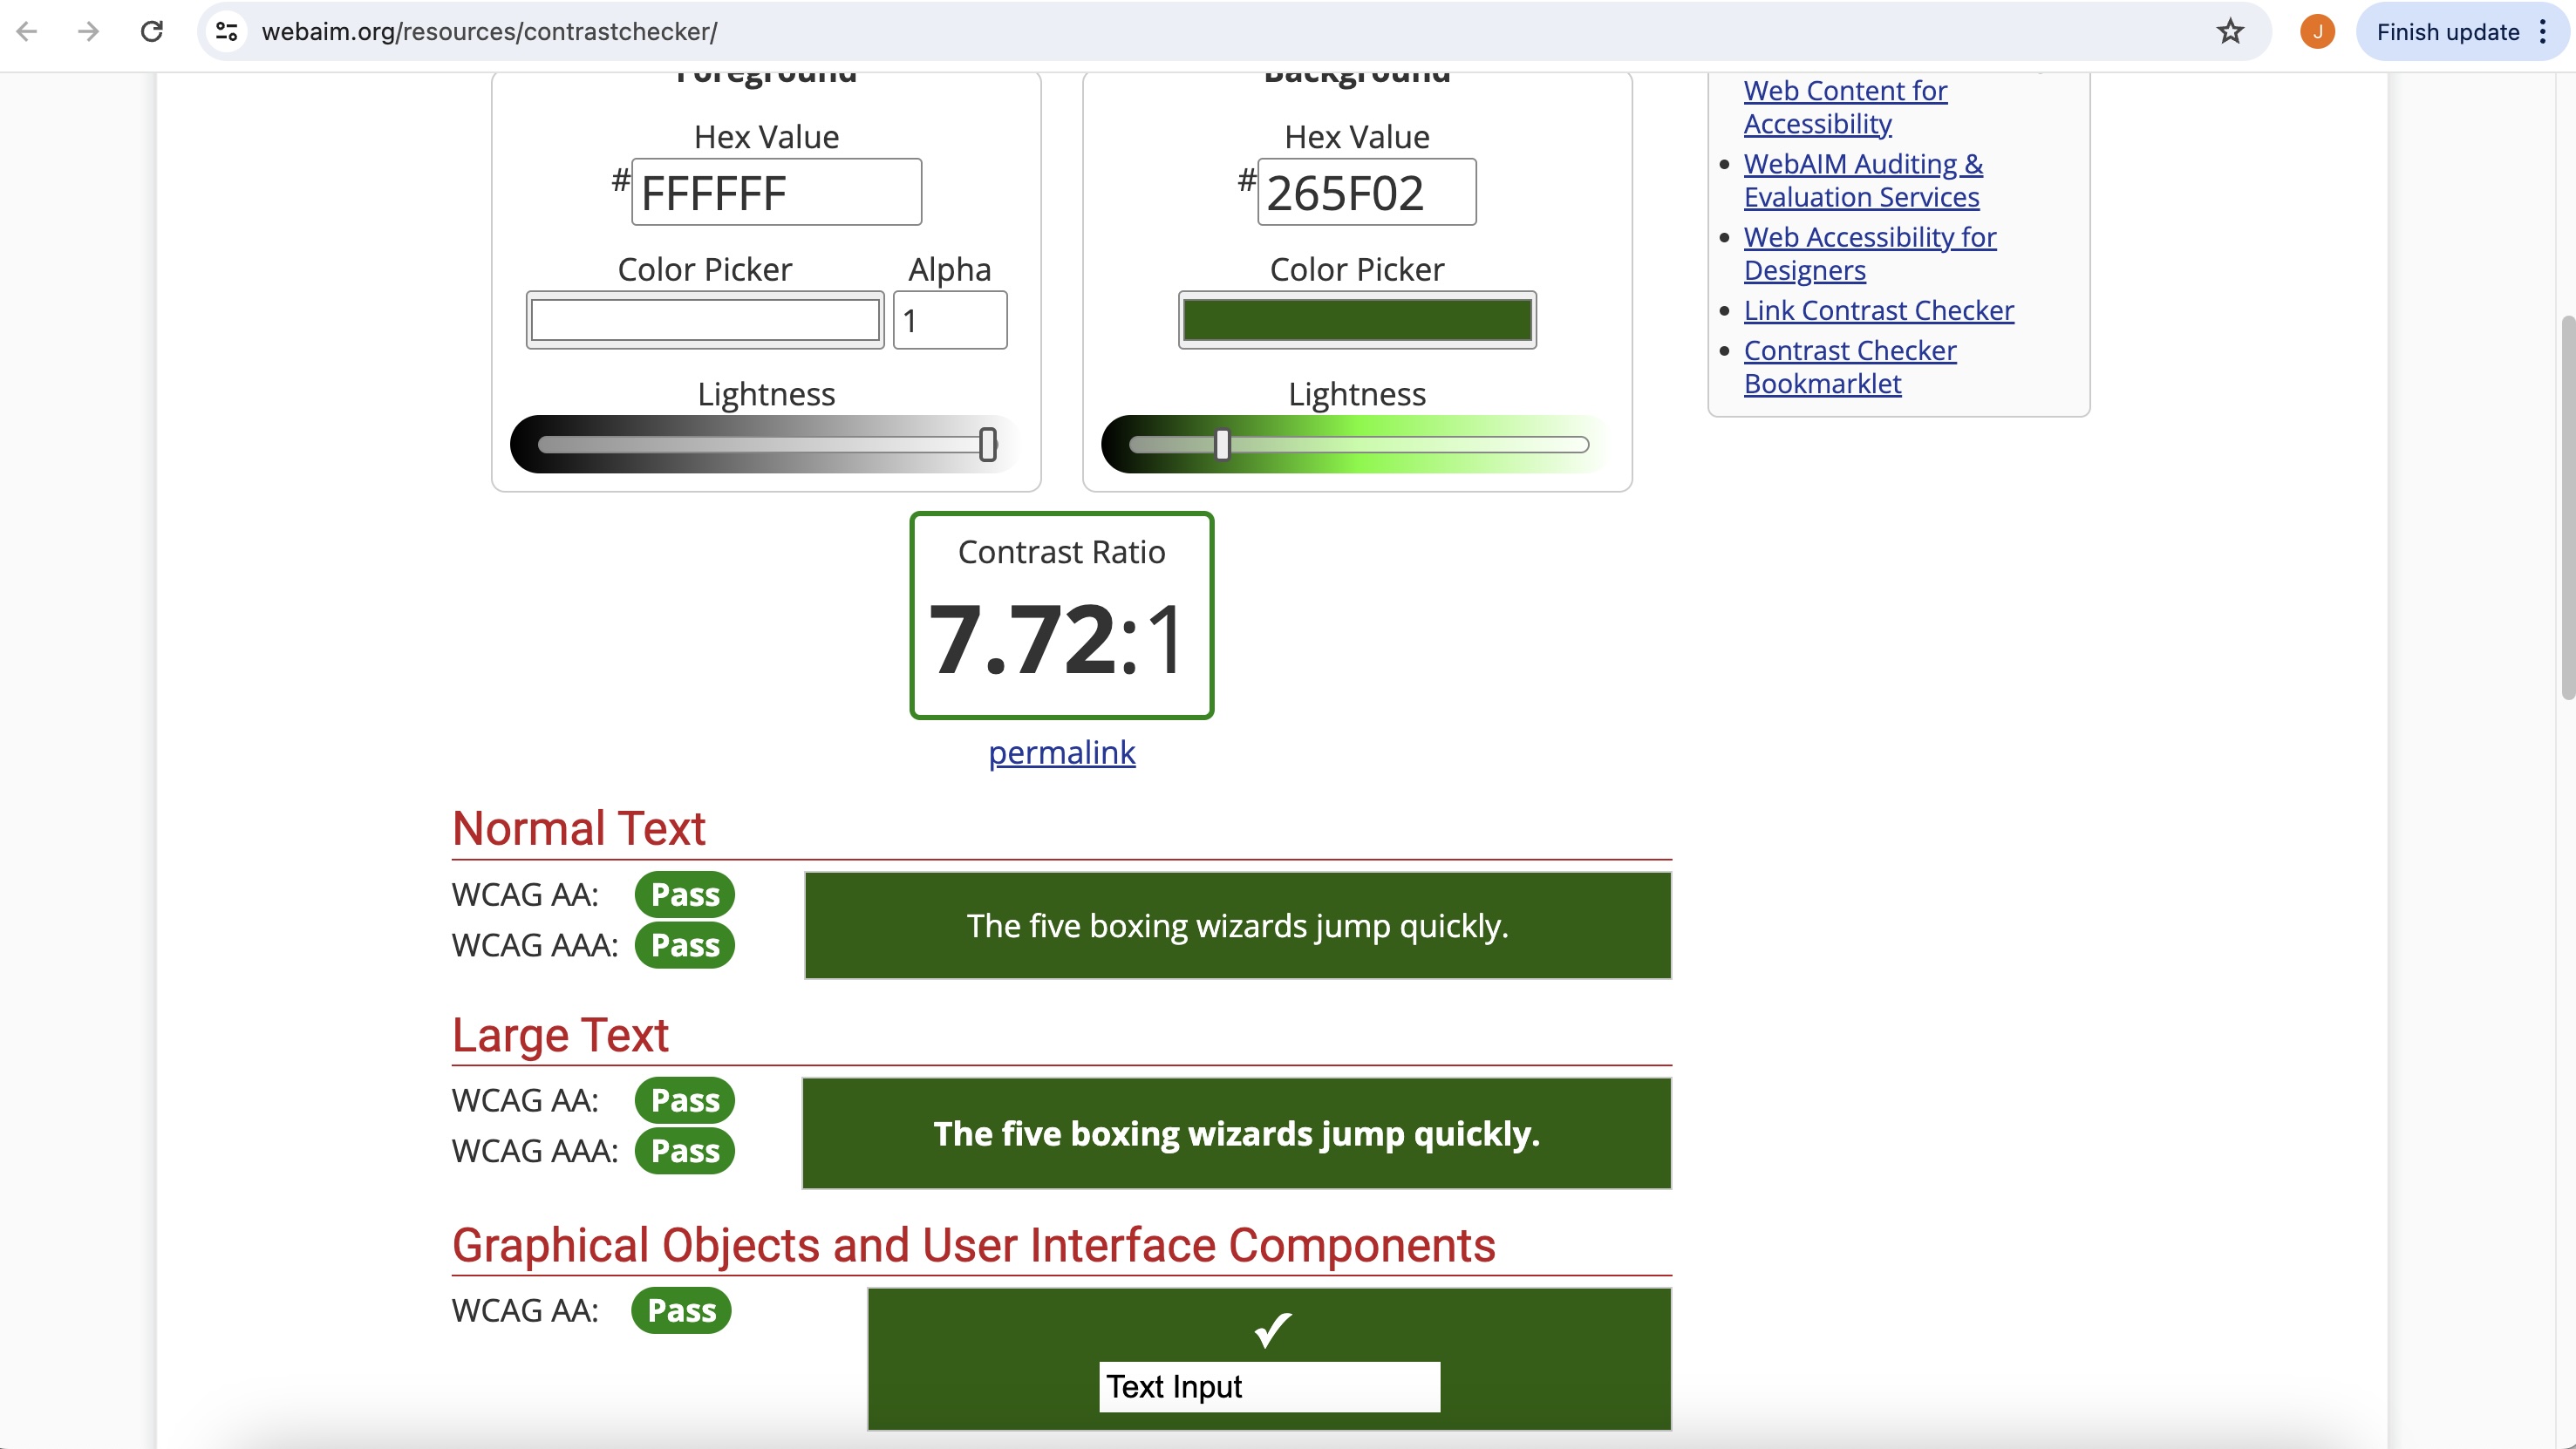 webaim.org/resources/contrastchecker/
J
Finish update
Foreground
Hex Value
#
FFFFFF
Color Picker
Alpha
1
Lightness
Background
Hex Value
#
265F02
Color Picker
Lightness
Web Content for
Accessibility
WebAIM Auditing &
Evaluation Services
Web Accessibility for
Designers
Link Contrast Checker
Contrast Checker
Bookmarklet
Contrast Ratio
7.72:1
permalink
Normal Text
WCAG AA: Pass
WCAG AAA: Pass
The five boxing wizards jump quickly.
Large Text
WCAG AA: Pass
WCAG AAA: Pass
The five boxing wizards jump quickly.
Graphical Objects and User Interface Components
WCAG AA: Pass
✓
Text Input